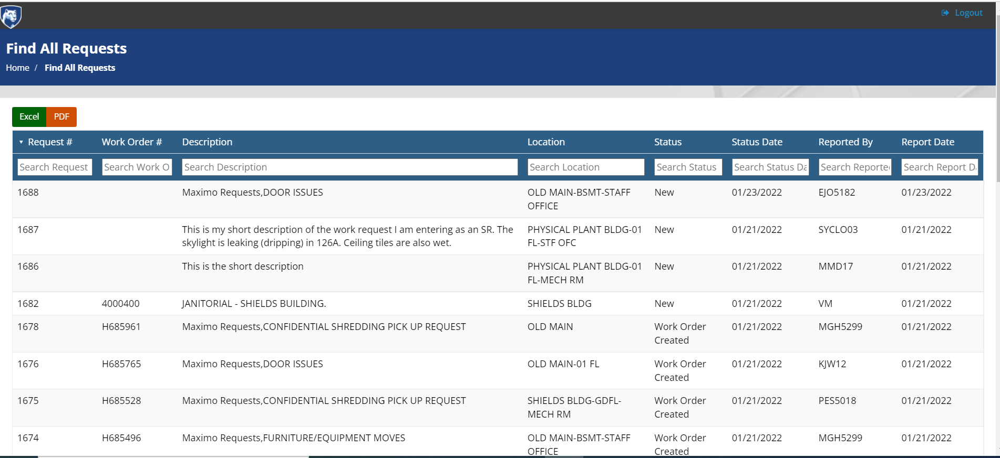 Logout
Find All Requests
Home / Find All Requests
Excel PDF
Request # Work Order # Description Location Status Status Date Reported By Report Date
Search Request Search Work O Search Description Search Location Search Status Search Status Da Search Reporte Search Report D
1688 Maximo Requests,DOOR ISSUES OLD MAIN-BSMT-STAFF New 01/23/2022 EJO5182 01/23/2022
OFFICE
1687 This is my short description of the work request I am entering as an SR. The PHYSICAL PLANT BLDG-01 New 01/21/2022 SYCLO03 01/21/2022
skylight is leaking (dripping) in 126A. Ceiling tiles are also wet. FL-STF OFC
1686 This is the short description PHYSICAL PLANT BLDG-01 New 01/21/2022 MMD17 01/21/2022
FL-MECH RM
1682 4000400 JANITORIAL - SHIELDS BUILDING. SHIELDS BLDG New 01/21/2022 VM 01/21/2022
1678 H685961 Maximo Requests,CONFIDENTIAL SHREDDING PICK UP REQUEST OLD MAIN Work Order 01/21/2022 MGH5299 01/21/2022
Created
1676 H685765 Maximo Requests,DOOR ISSUES OLD MAIN-01 FL Work Order 01/21/2022 KJW12 01/21/2022
Created
1675 H685528 Maximo Requests,CONFIDENTIAL SHREDDING PICK UP REQUEST SHIELDS BLDG-GDFL- Work Order 01/21/2022 PES5018 01/21/2022
MECH RM Created
1674 H685496 Maximo Requests,FURNITURE/EQUIPMENT MOVES OLD MAIN-BSMT-STAFF Work Order 01/21/2022 MGH5299 01/21/2022
OFFICE Created